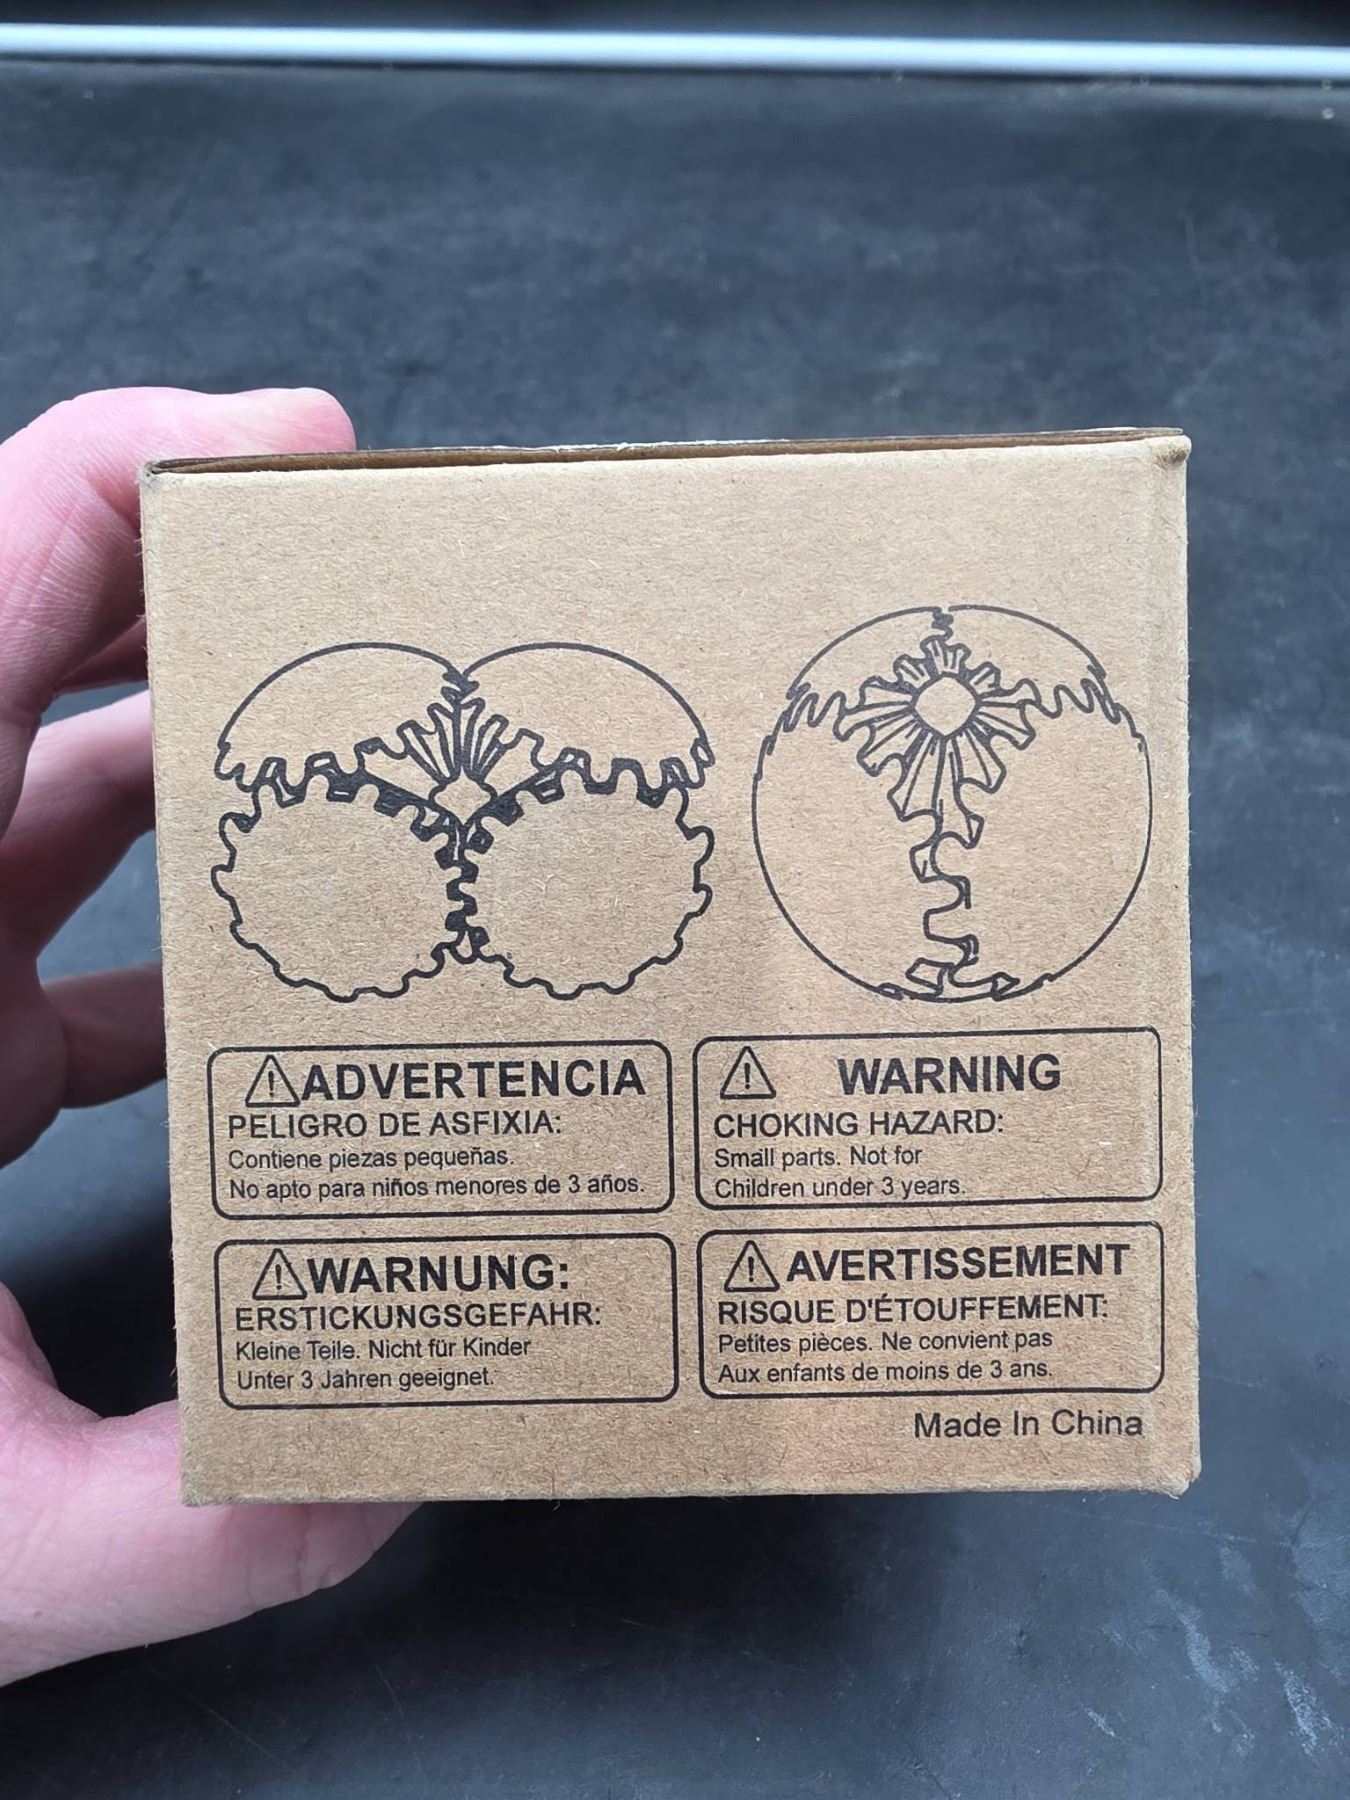 ADVERTENCIA
PELIGRO DE ASFIXIA:
Contiene piezas pequeñas.
No apto para niños menores de 3 años.
WARNING
CHOKING HAZARD:
Small parts. Not for
Children under 3 years.
WARNUNG:
ERSTICKUNGSGEFAHR:
Kleine Teile. Nicht für Kinder
Unter 3 Jahren geeignet.
AVERTISSEMENT
RISQUE D'ÉTOUFFEMENT:
Petites pièces. Ne convient pas
Aux enfants de moins de 3 ans.
Made In China